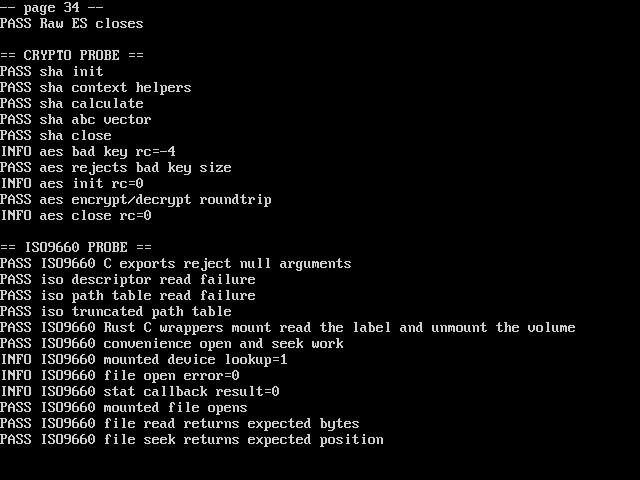 -- page 34 --
PASS Raw ES closes
== CRYPTO PROBE ==
PASS sha init
PASS sha context helpers
PASS sha calculate
PASS sha abc vector
PASS sha close
INFO aes bad key rc=-4
PASS aes rejects bad key size
INFO aes init rc=0
PASS aes encrypt/decrypt roundtrip
INFO aes close rc=0
== ISO9660 PROBE ==
PASS ISO9660 C exports reject null arguments
PASS iso descriptor read failure
PASS iso path table read failure
PASS iso truncated path table
PASS ISO9660 Rust C wrappers mount read the label and unmount the volume
PASS ISO9660 convenience open and seek work
INFO ISO9660 mounted device lookup=1
INFO ISO9660 file open error=0
INFO ISO9660 stat callback result=0
PASS ISO9660 mounted file opens
PASS ISO9660 file read returns expected bytes
PASS ISO9660 file seek returns expected position